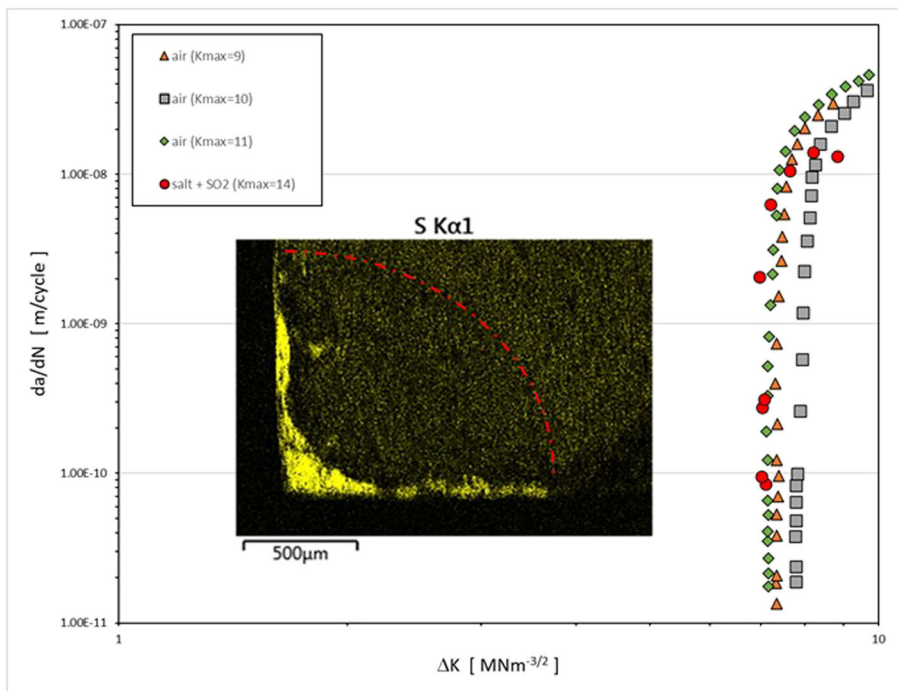 1.00E-07
air (Kmax=9)
air (Kmax=10)
air (Kmax=11)
salt + SO2 (Kmax=14)
1.00E-08
S Kα1
1.00E-09
da/dN [ m/cycle ]
1.00E-10
500µm
1.00E-11
1
10
ΔK [ MNm-3/2 ]